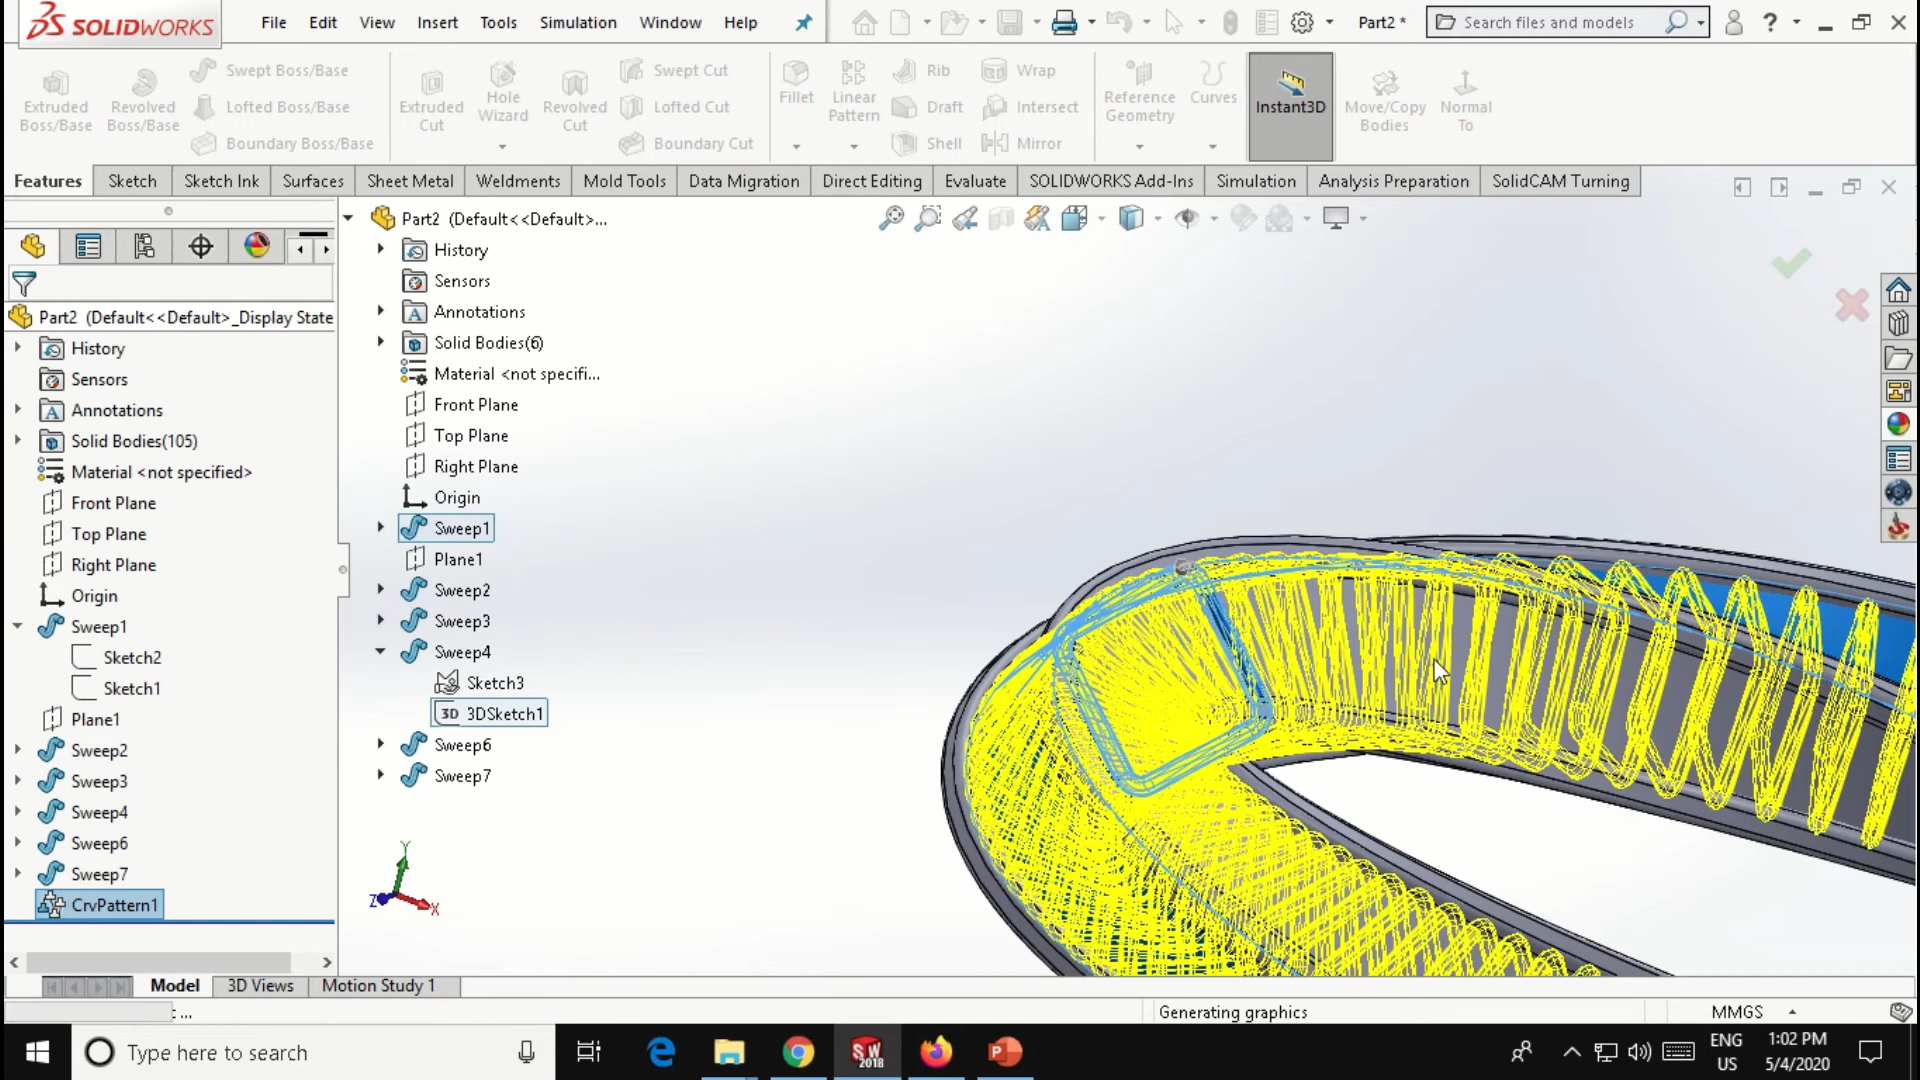 SOLIDWORKS
File Edit View Insert Tools Simulation Window Help
Part2 *
Search files and models
Extruded Boss/Base
Revolved Boss/Base
Swept Boss/Base
Lofted Boss/Base
Boundary Boss/Base
Extruded Cut
Hole Wizard
Revolved Cut
Swept Cut
Lofted Cut
Boundary Cut
Fillet
Linear Pattern
Rib
Draft
Shell
Wrap
Intersect
Mirror
Reference Geometry
Curves
Instant3D
Move/Copy Bodies
Normal To
Features Sketch Sketch Ink Surfaces Sheet Metal Weldments Mold Tools Data Migration Direct Editing Evaluate SOLIDWORKS Add-Ins Simulation Analysis Preparation SolidCAM Turning
Part2 (Default<<Default>_Display State
History
Sensors
Annotations
Solid Bodies(105)
Material <not specified>
Front Plane
Top Plane
Right Plane
Origin
Sweep1
Sketch2
Sketch1
Plane1
Sweep2
Sweep3
Sweep4
Sweep6
Sweep7
CrvPattern1
Part2 (Default<<Default>...
History
Sensors
Annotations
Solid Bodies(6)
Material <not specifi...
Front Plane
Top Plane
Right Plane
Origin
Sweep1
Plane1
Sweep2
Sweep3
Sweep4
Sketch3
3D 3DSketch1
Sweep6
Sweep7
Y
Z X
Model 3D Views Motion Study 1
: ...
Generating graphics
MMGS
Type here to search
SW 2018
ENG US
1:02 PM
5/4/2020